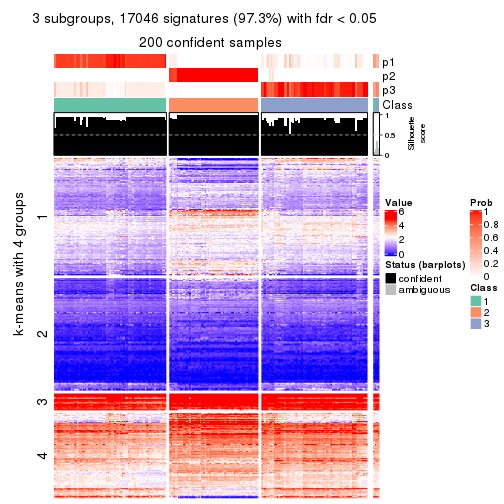 3 subgroups, 17046 signatures (97.3%) with fdr < 0.05
200 confident samples
p1
p2
p3
Class
1
0.5
0
Silhouette
score
k-means with 4 groups
1
2
3
4
Value
6
4
2
0
Status (barplots)
confident
ambiguous
Prob
1
0.8
0.6
0.4
0.2
0
Class
1
2
3